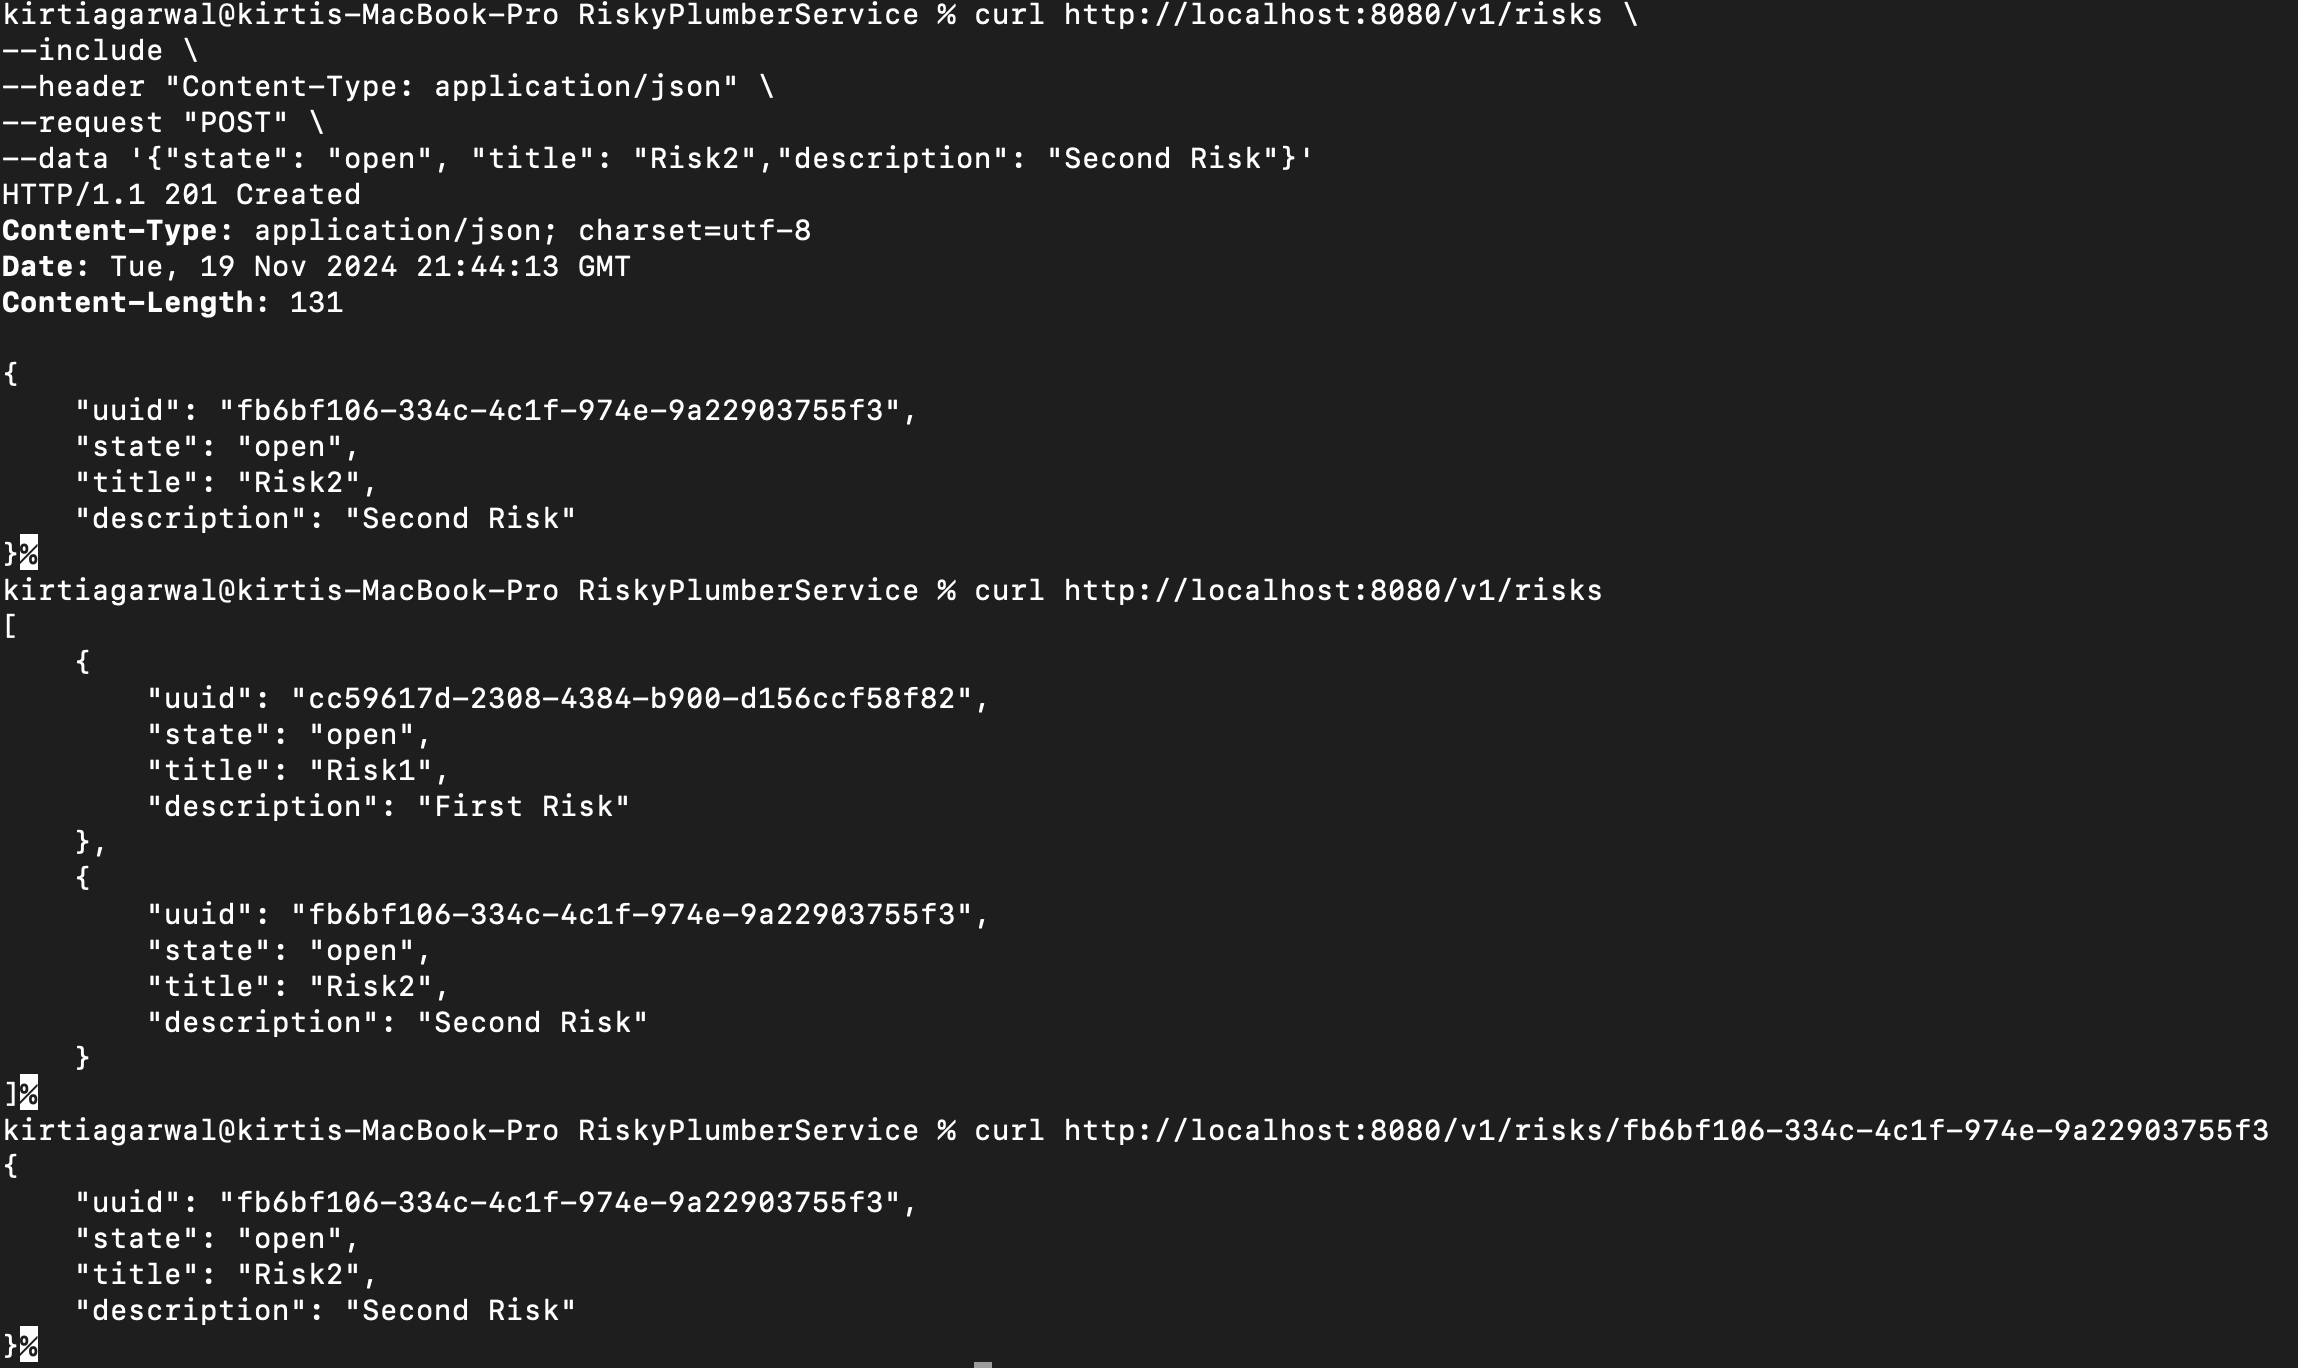 kirtiagarwal@kirtis-MacBook-Pro RiskyPlumberService % curl http://localhost:8080/v1/risks \
--include \
--header "Content-Type: application/json" \
--request "POST" \
--data '{"state": "open", "title": "Risk2","description": "Second Risk"}'
HTTP/1.1 201 Created
Content-Type: application/json; charset=utf-8
Date: Tue, 19 Nov 2024 21:44:13 GMT
Content-Length: 131

{
    "uuid": "fb6bf106-334c-4c1f-974e-9a22903755f3",
    "state": "open",
    "title": "Risk2",
    "description": "Second Risk"
}%
kirtiagarwal@kirtis-MacBook-Pro RiskyPlumberService % curl http://localhost:8080/v1/risks
[
    {
        "uuid": "cc59617d-2308-4384-b900-d156ccf58f82",
        "state": "open",
        "title": "Risk1",
        "description": "First Risk"
    },
    {
        "uuid": "fb6bf106-334c-4c1f-974e-9a22903755f3",
        "state": "open",
        "title": "Risk2",
        "description": "Second Risk"
    }
]%
kirtiagarwal@kirtis-MacBook-Pro RiskyPlumberService % curl http://localhost:8080/v1/risks/fb6bf106-334c-4c1f-974e-9a22903755f3
{
    "uuid": "fb6bf106-334c-4c1f-974e-9a22903755f3",
    "state": "open",
    "title": "Risk2",
    "description": "Second Risk"
}%